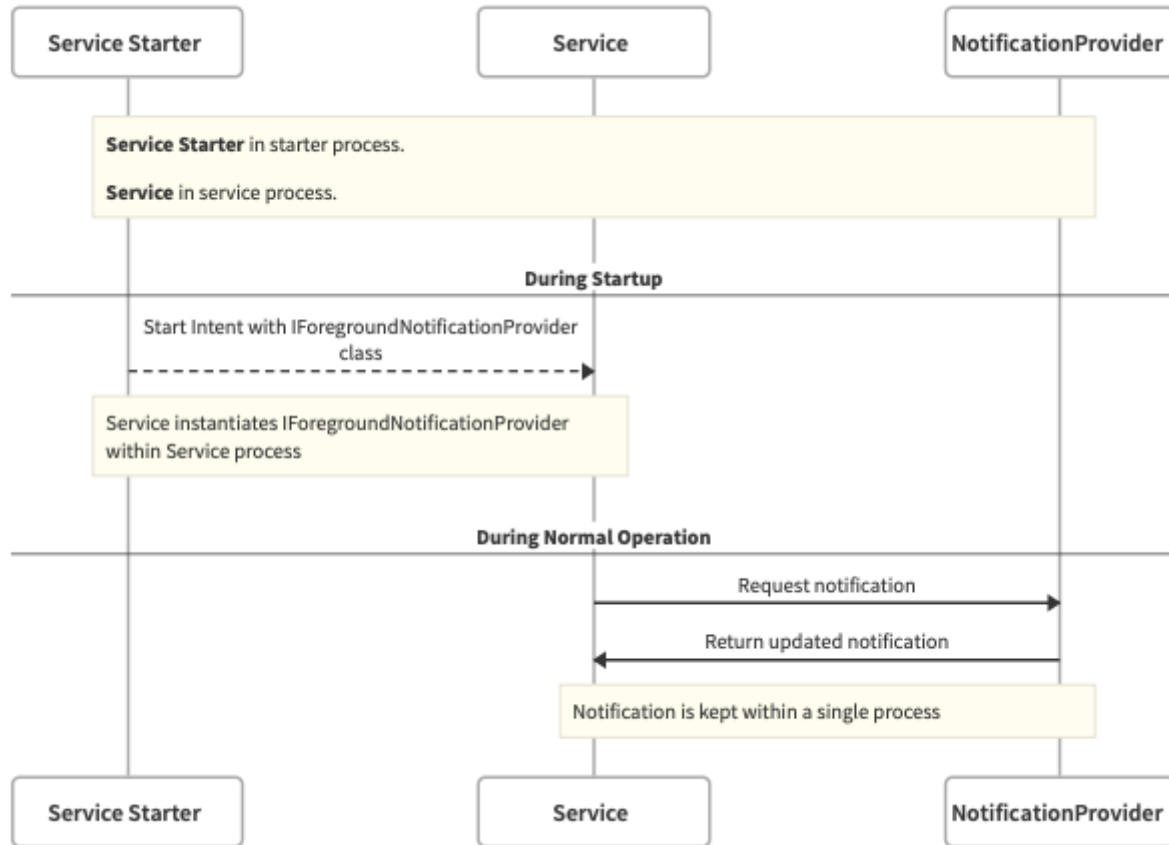 Service Starter
Service
NotificationProvider
Service Starter in starter process.
Service in service process.
During Startup
Start Intent with IForegroundNotificationProvider
class
Service instantiates IForegroundNotificationProvider
within Service process
During Normal Operation
Request notification
Return updated notification
Notification is kept within a single process
Service Starter
Service
NotificationProvider